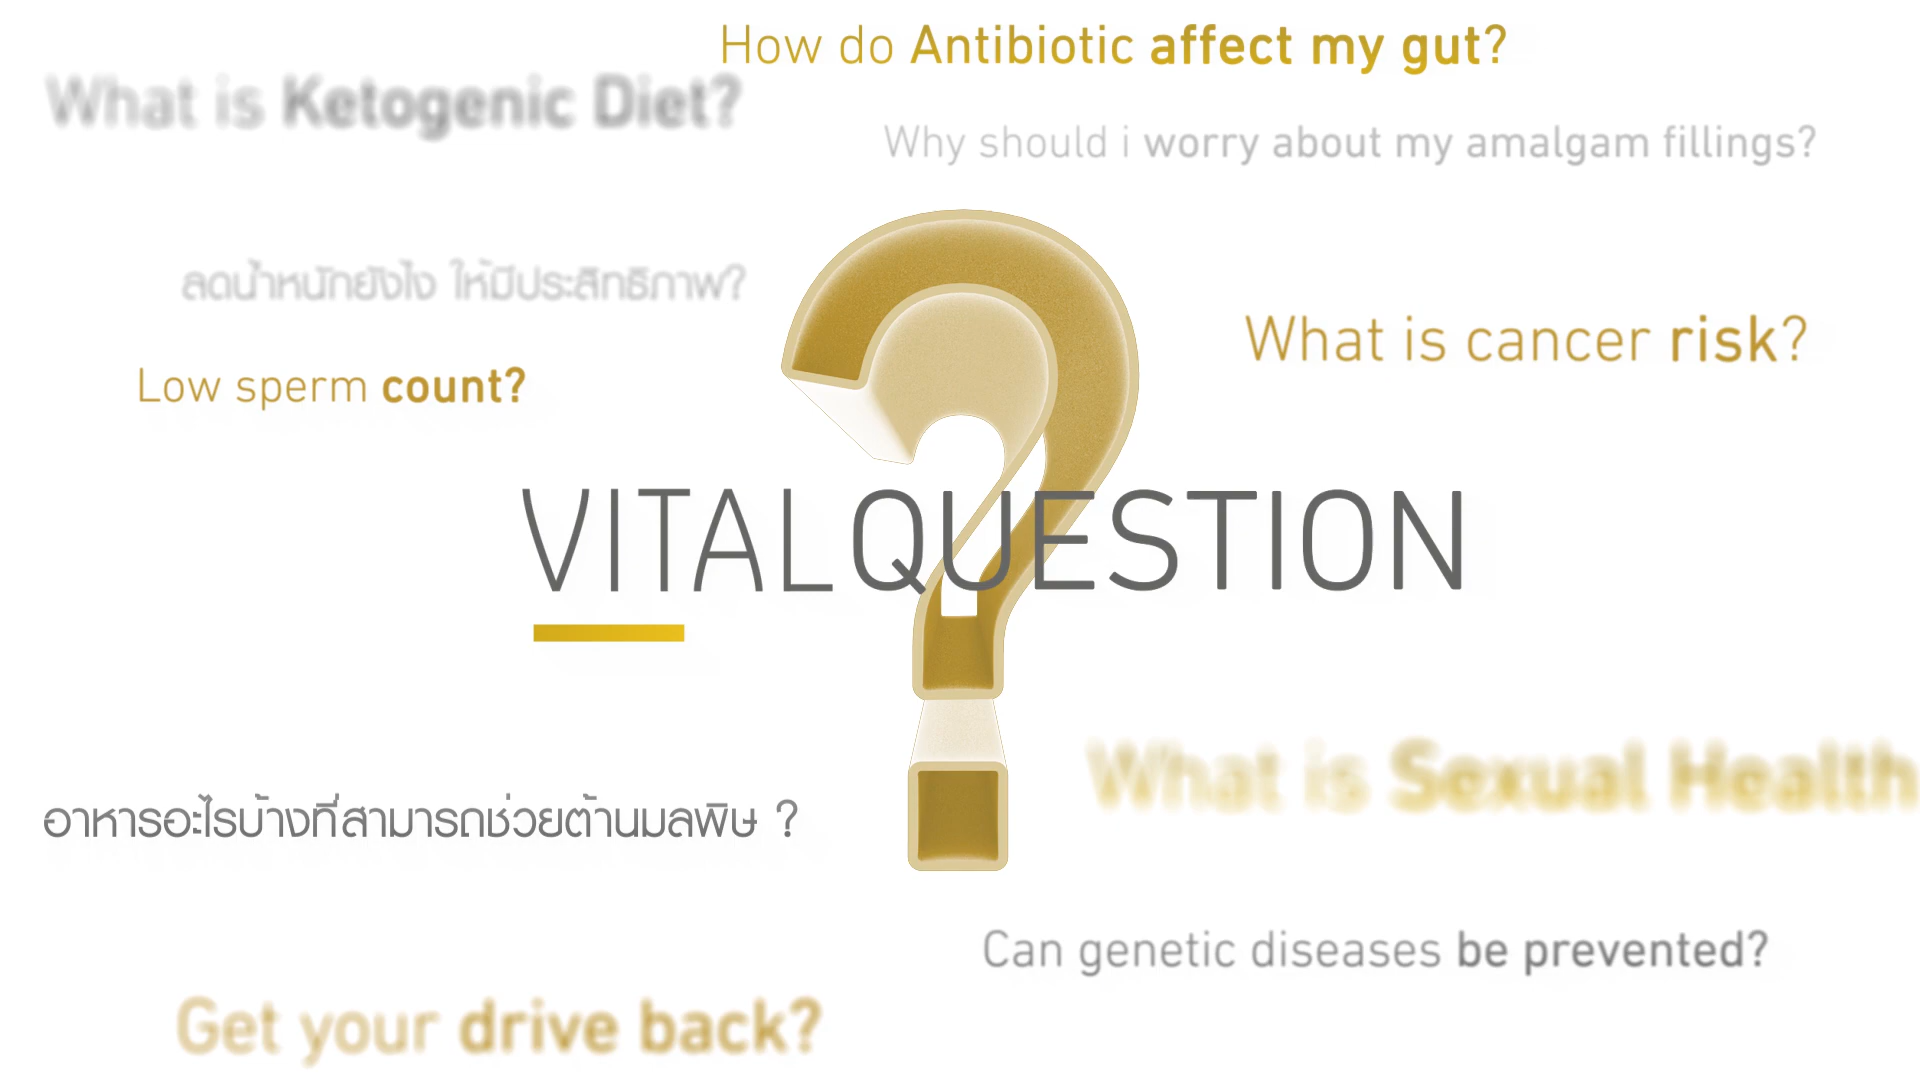 How do Antibiotic affect my gut?
What is Ketogenic Diet?
Why should i worry about my amalgam fillings?
ลดน้ำหนักยังไง ให้มีประสิทธิภาพ?
What is cancer risk?
Low sperm count?
VITALQUESTION
What is Sexual Health
อาหารอะไรบ้างที่สามารถช่วยต้านมลพิษ ?
Can genetic diseases be prevented?
Get your drive back?